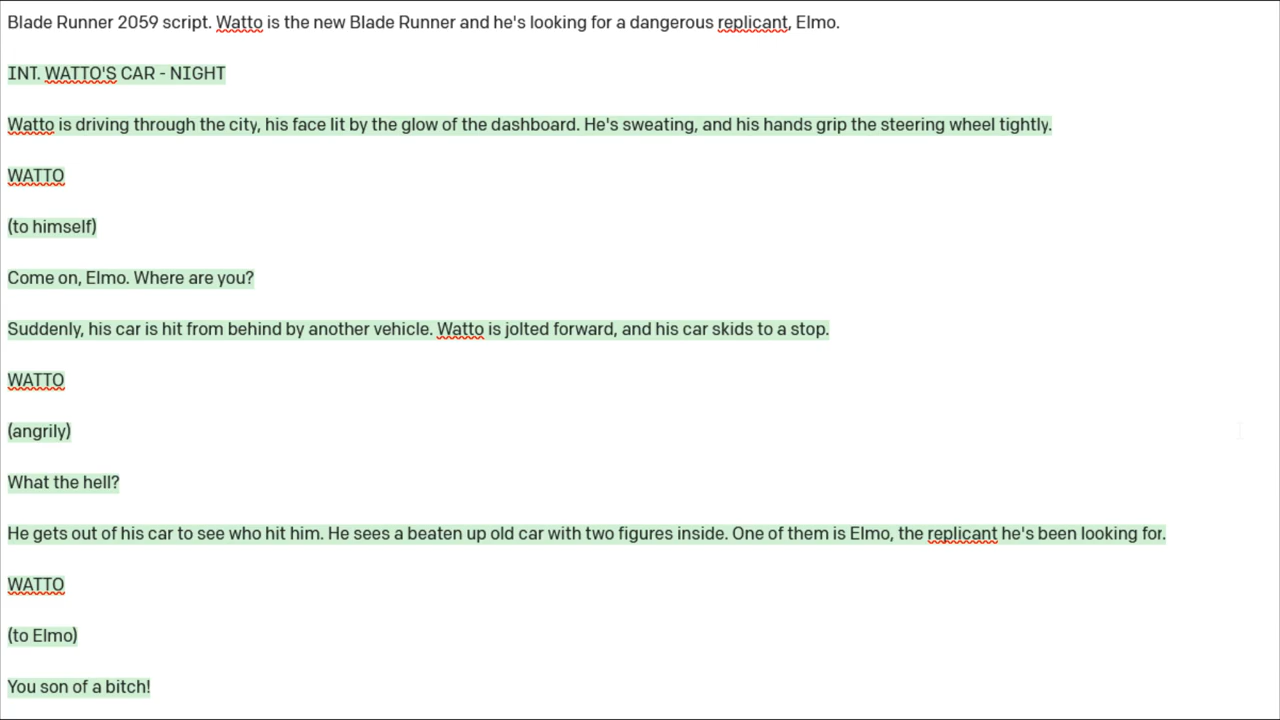 Blade Runner 2059 script. Watto is the new Blade Runner and he's looking for a dangerous replicant, Elmo.
INT. WATTO'S CAR - NIGHT
Watto is driving through the city, his face lit by the glow of the dashboard. He's sweating, and his hands grip the steering wheel tightly.
WATTO
(to himself)
Come on, Elmo. Where are you?
Suddenly, his car is hit from behind by another vehicle. Watto is jolted forward, and his car skids to a stop.
WATTO
(angrily)
What the hell?
He gets out of his car to see who hit him. He sees a beaten up old car with two figures inside. One of them is Elmo, the replicant he's been looking for.
WATTO
(to Elmo)
You son of a bitch!